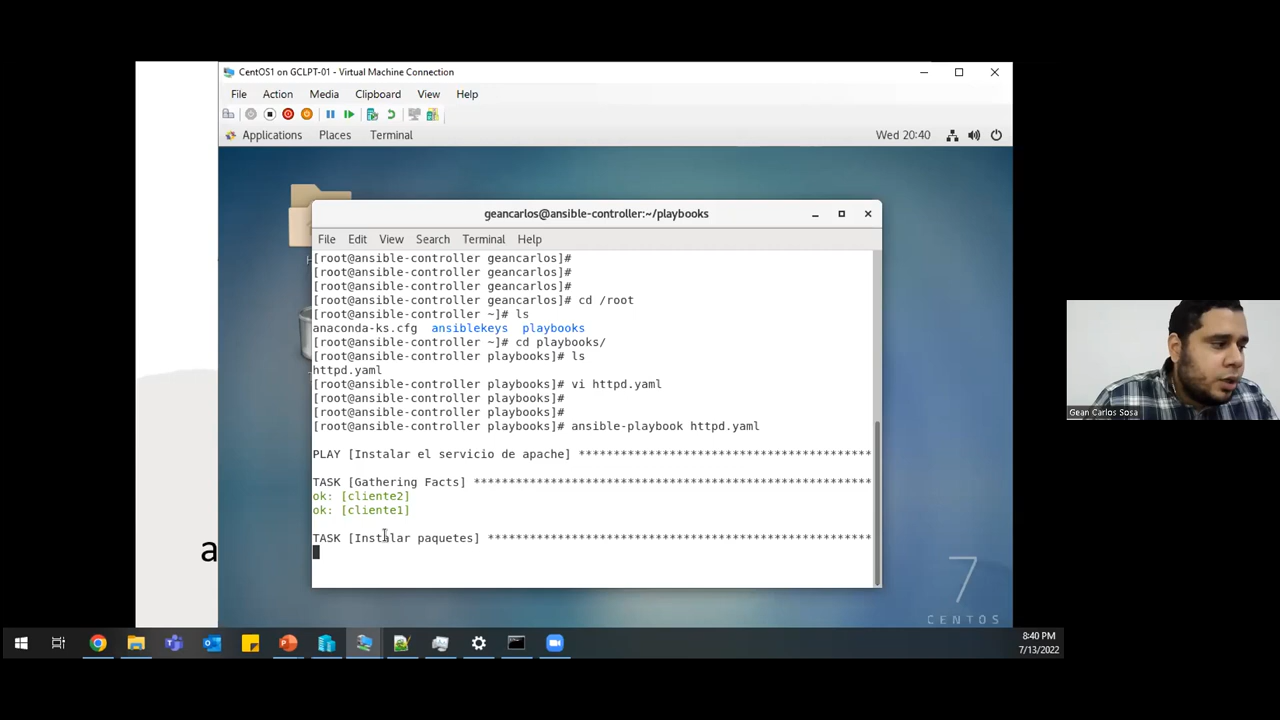 CentOS1 on GCLPT-01 - Virtual Machine Connection
File Action Media Clipboard View Help
Applications Places Terminal Wed 20:40
geancarlos@ansible-controller:~/playbooks
File Edit View Search Terminal Help
[root@ansible-controller geancarlos]#
[root@ansible-controller geancarlos]#
[root@ansible-controller geancarlos]#
[root@ansible-controller geancarlos]# cd /root
[root@ansible-controller ~]# ls
anaconda-ks.cfg ansiblekeys playbooks
[root@ansible-controller ~]# cd playbooks/
[root@ansible-controller playbooks]# ls
httpd.yaml
[root@ansible-controller playbooks]# vi httpd.yaml
[root@ansible-controller playbooks]#
[root@ansible-controller playbooks]#
[root@ansible-controller playbooks]# ansible-playbook httpd.yaml
PLAY [Instalar el servicio de apache] ******************************************
TASK [Gathering Facts] *********************************************************
ok: [cliente2]
ok: [cliente1]
TASK [Instalar paquetes] *******************************************************
a
7
CENTOS
Gean Carlos Sosa
8:40 PM
7/13/2022